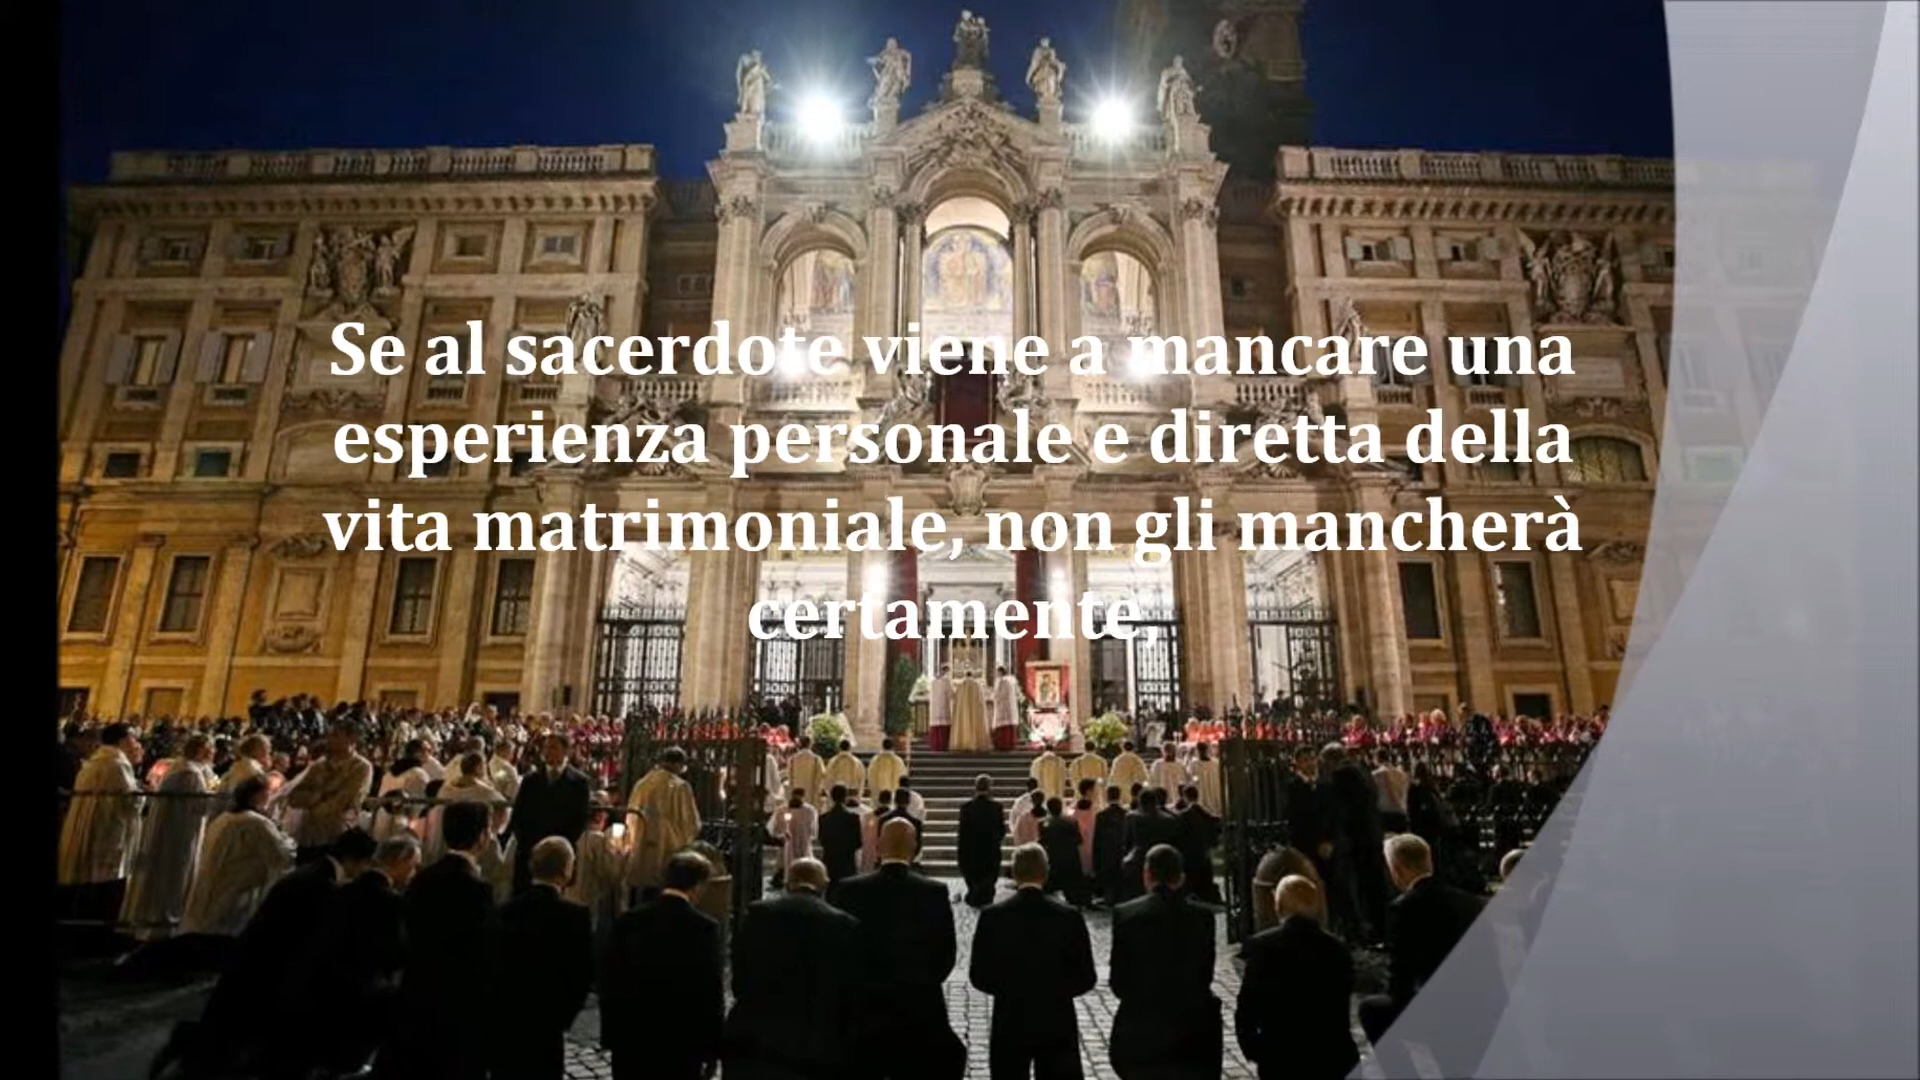 Se al sacerdote viene a mancare una
esperienza personale e diretta della
vita matrimoniale, non gli mancherà
certamente,